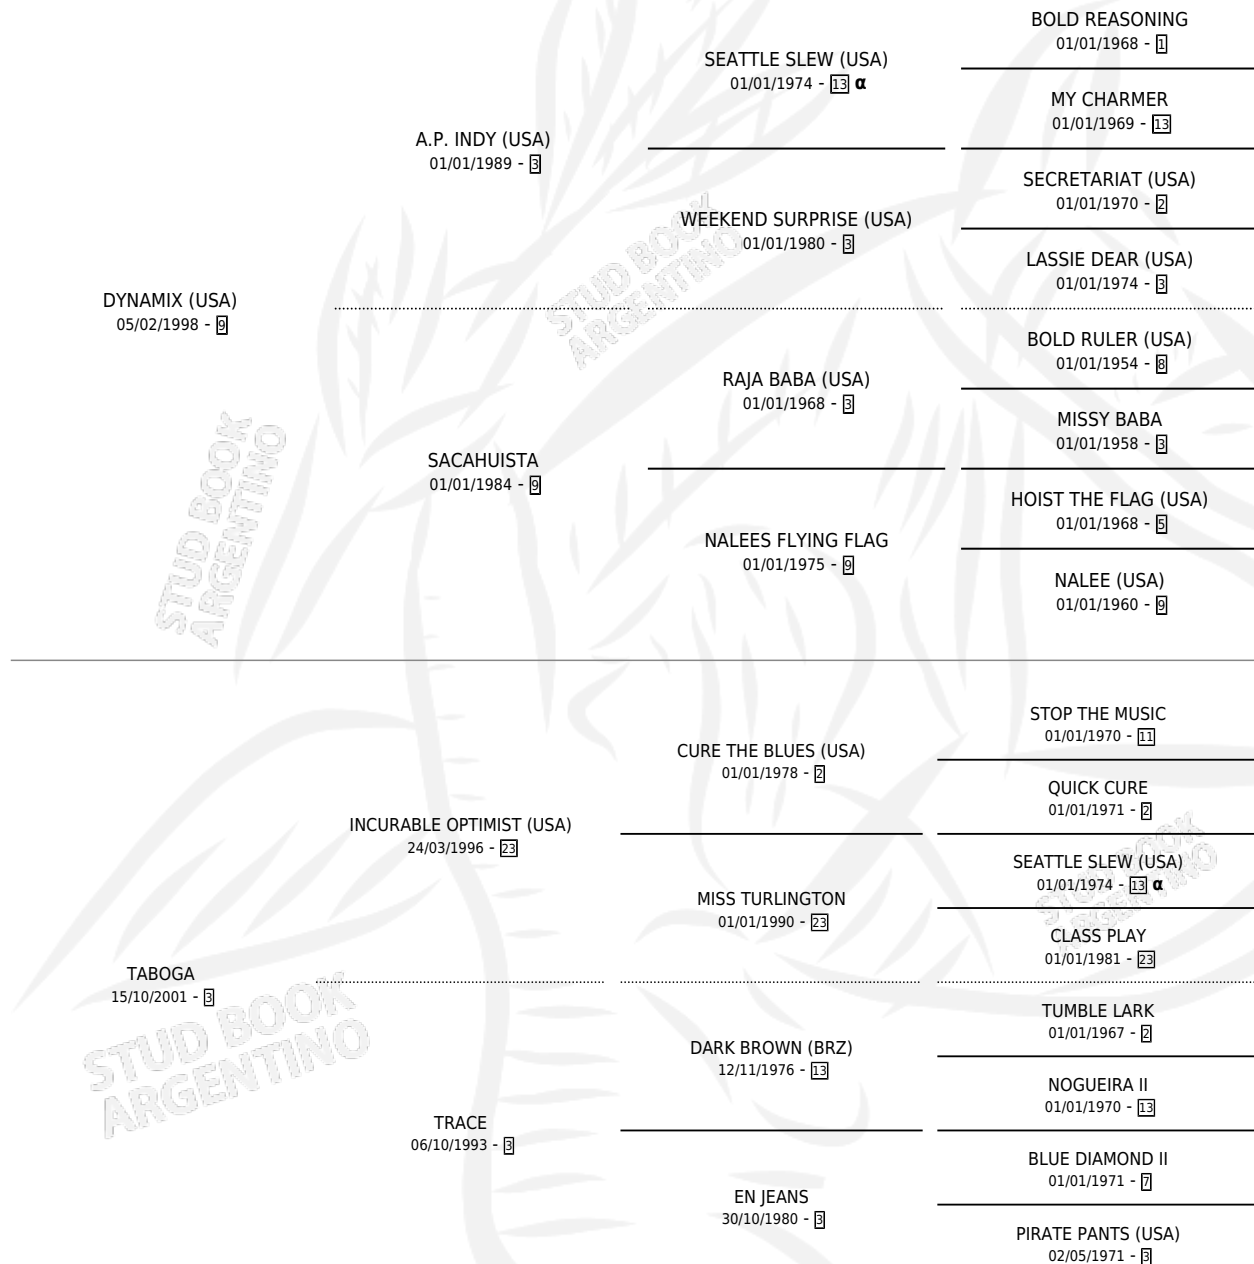 BOLD REASONING
01/01/1968 - 1
SEATTLE SLEW (USA)
01/01/1974 - 13 α
MY CHARMER
01/01/1969 - 13
A.P. INDY (USA)
01/01/1989 - 3
SECRETARIAT (USA)
01/01/1970 - 2
WEEKEND SURPRISE (USA)
01/01/1980 - 3
LASSIE DEAR (USA)
01/01/1974 - 3
DYNAMIX (USA)
05/02/1998 - 9
BOLD RULER (USA)
01/01/1954 - 8
RAJA BABA (USA)
01/01/1968 - 3
MISSY BABA
01/01/1958 - 3
SACAHUISTA
01/01/1984 - 9
HOIST THE FLAG (USA)
01/01/1968 - 5
NALEES FLYING FLAG
01/01/1975 - 9
NALEE (USA)
01/01/1960 - 9
STOP THE MUSIC
01/01/1970 - 11
CURE THE BLUES (USA)
01/01/1978 - 2
QUICK CURE
01/01/1971 - 2
INCURABLE OPTIMIST (USA)
24/03/1996 - 23
SEATTLE SLEW (USA)
01/01/1974 - 13 α
MISS TURLINGTON
01/01/1990 - 23
CLASS PLAY
01/01/1981 - 23
TABOGA
15/10/2001 - 3
TUMBLE LARK
01/01/1967 - 2
DARK BROWN (BRZ)
12/11/1976 - 13
NOGUEIRA II
01/01/1970 - 13
TRACE
06/10/1993 - 3
BLUE DIAMOND II
01/01/1971 - 7
EN JEANS
30/10/1980 - 3
PIRATE PANTS (USA)
02/05/1971 - 3
STUD BOOK
ARGENTINO
STUD BOOK
ARGENTINO
STUD BOOK
ARGENTINO
STUD BOOK
ARGENTINO